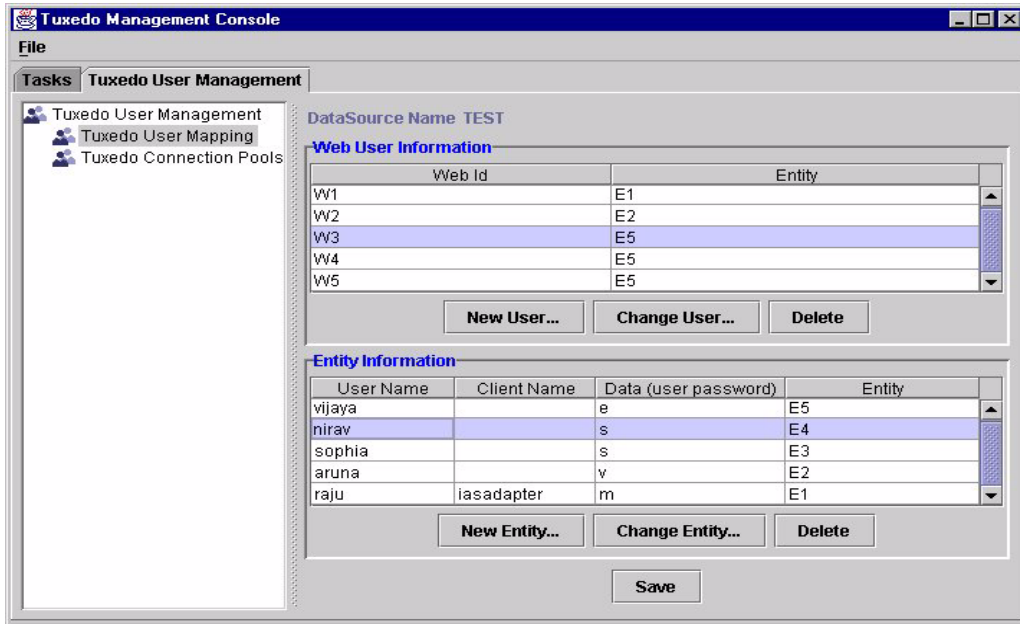 Tuxedo Management Console
File
Tasks Tuxedo User Management
Tuxedo User Management
Tuxedo User Mapping
Tuxedo Connection Pools
DataSource Name TEST
Web User Information
Web Id Entity
W1 E1
W2 E2
W3 E5
W4 E5
W5 E5
New User... Change User... Delete
Entity Information
User Name Client Name Data (user password) Entity
vijaya e E5
nirav s E4
sophia s E3
aruna v E2
raju iasadapter m E1
New Entity... Change Entity... Delete
Save